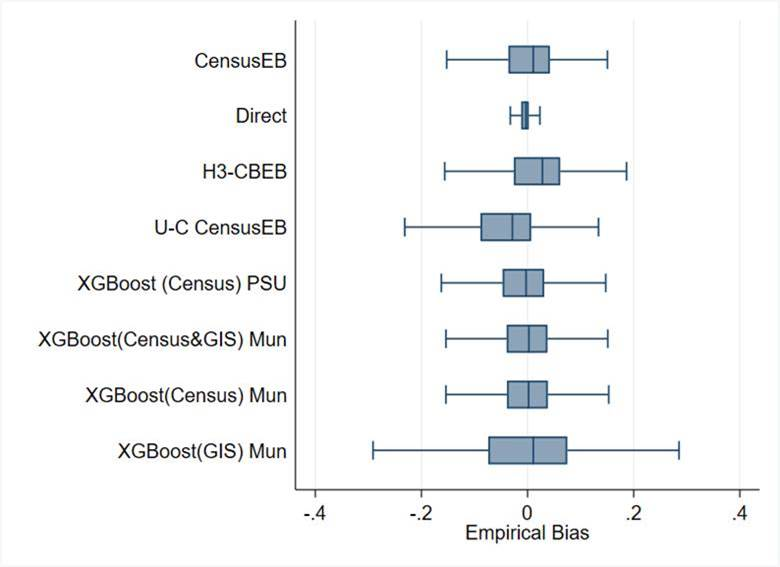 CensusEB
Direct
H3-CBEB
U-C CensusEB
XGBoost (Census) PSU
XGBoost(Census&GIS) Mun
XGBoost(Census) Mun
XGBoost(GIS) Mun
-.4 -.2 0 .2 .4
Empirical Bias